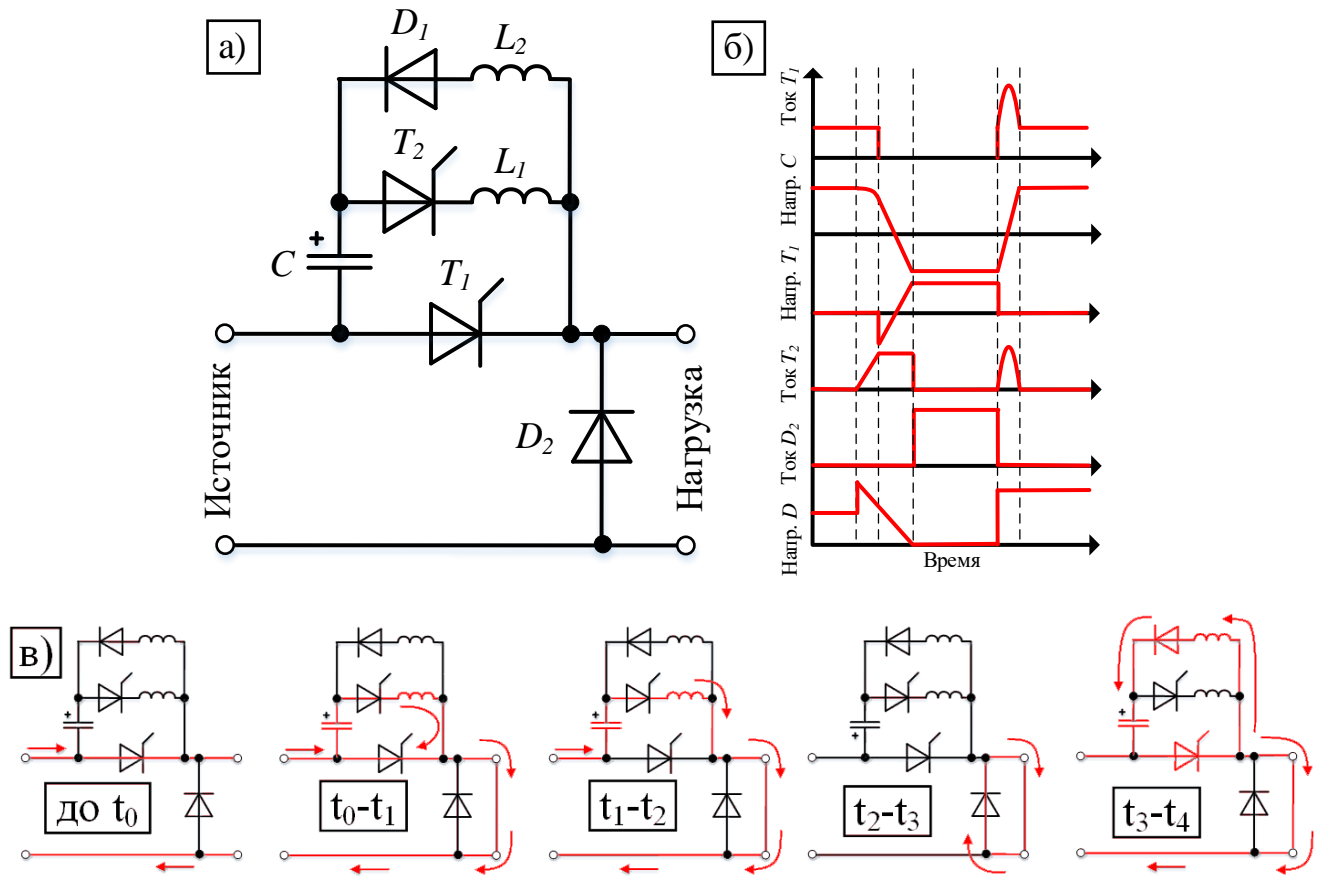 а)
D1
L2
T2
L1
+
C
T1
D2
Источник
Нагрузка
б)
Ток T1
Напр. C
Напр. T1
Ток T2
Ток D2
Напр. D
Время
в)
+
до t0
+
t0-t1
+
t1-t2
+
t2-t3
+
t3-t4